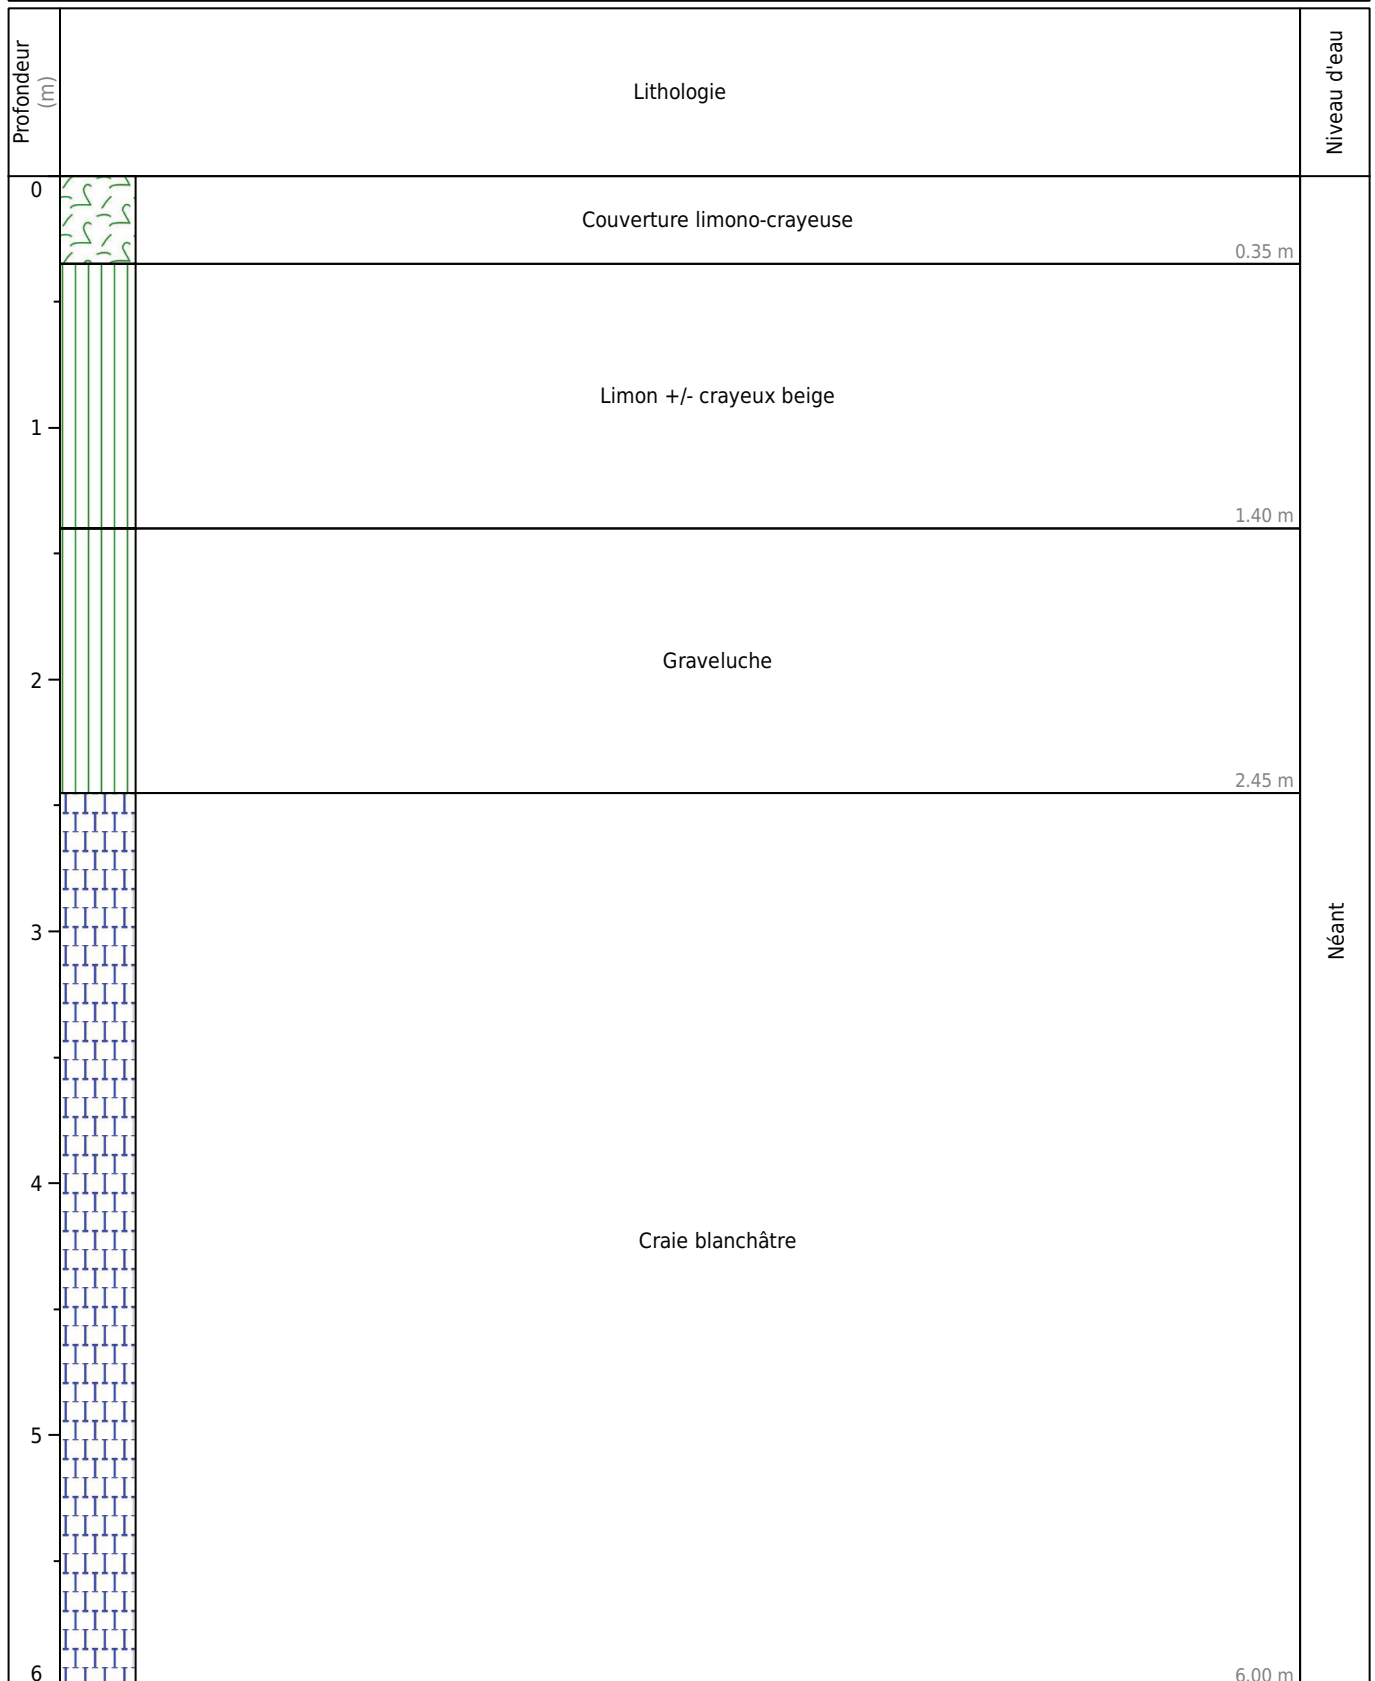 Profondeur
(m)
Lithologie
Niveau d'eau
0
Couverture limono-crayeuse
0.35 m
Limon +/- crayeux beige
1
1.40 m
Graveluche
2
2.45 m
3
Néant
4
Craie blanchâtre
5
6
6.00 m